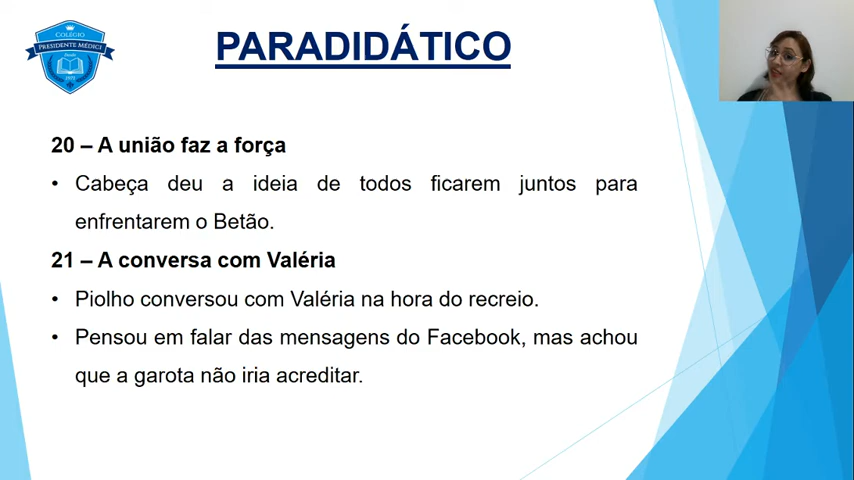 COLÉGIO
PRESIDENTE MÉDICI
PARADIDÁTICO
20 – A união faz a força
• Cabeça deu a ideia de todos ficarem juntos para
enfrentarem o Betão.
21 – A conversa com Valéria
• Piolho conversou com Valéria na hora do recreio.
• Pensou em falar das mensagens do Facebook, mas achou
que a garota não iria acreditar.